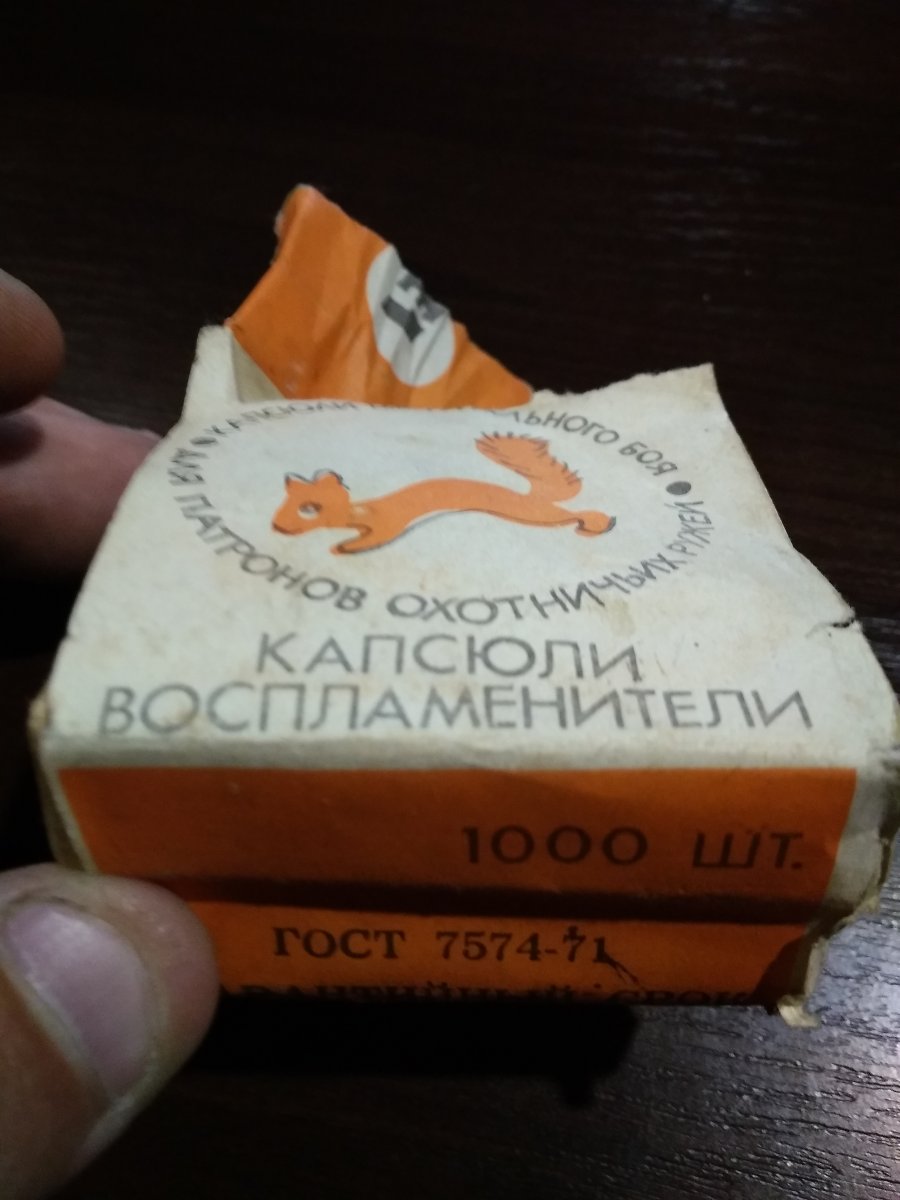 КАПСЮЛИ
ДЛЯ ПАТРОНОВ ОХОТНИЧЬИХ РУЖЕЙ
БОЯ
КАПСЮЛИ
ВОСПЛАМЕНИТЕЛИ
1000 ШТ.
ГОСТ 7574-71